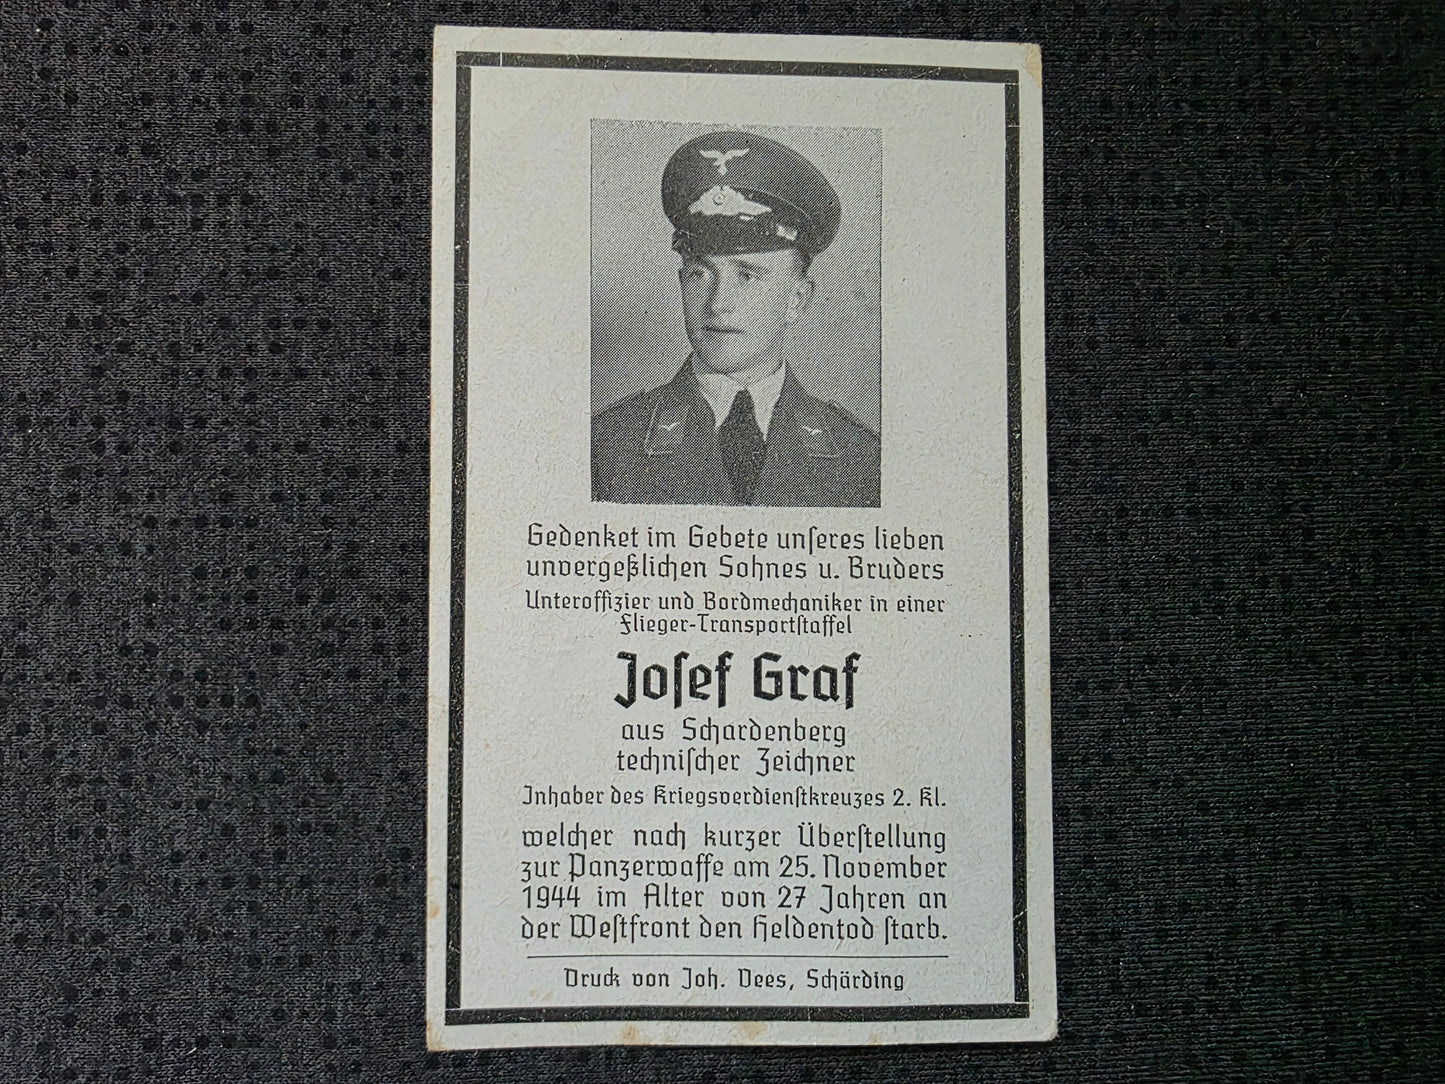 Gedenket im Gebete unſeres lieben
unvergeßlichen Sohnes u. Bruders
Unteroffizier und Bordmechaniker in einer
Flieger-Transportſtaffel
Joſef Graf
aus Schardenberg
techniſcher Zeichner
Inhaber des Kriegsverdienſtkreuzes 2. Kl.
welcher nach kurzer Überſtellung
zur Panzerwaffe am 25. November
1944 im Alter von 27 Jahren an
der Weſtfront den Heldentod ſtarb.
Druck von Joh. Vees, Schärding